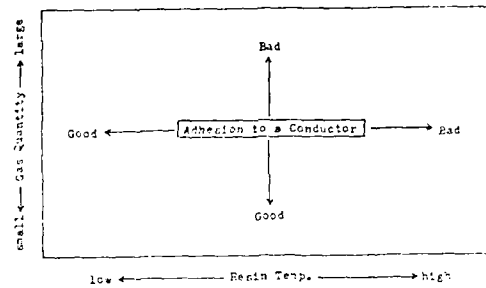 Bad
Good Adhesion to a Conductor Bad
Good
small ← Gas Quantity → large
low ← Resin Temp. → high